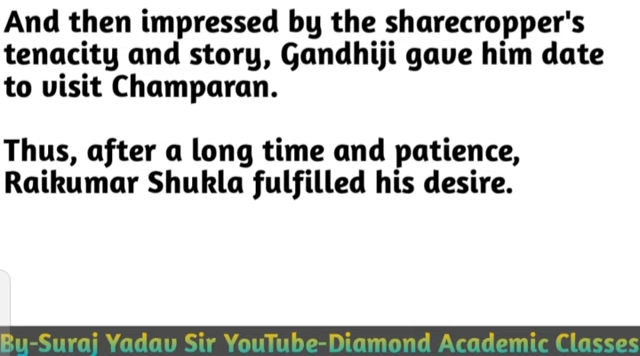 And then impressed by the sharecropper's
tenacity and story, Gandhiji gave him date
to visit Champaran.
Thus, after a long time and patience,
Raikumar Shukla fulfilled his desire.
By-Suraj Yadav Sir YouTube-Diamond Academic Classes